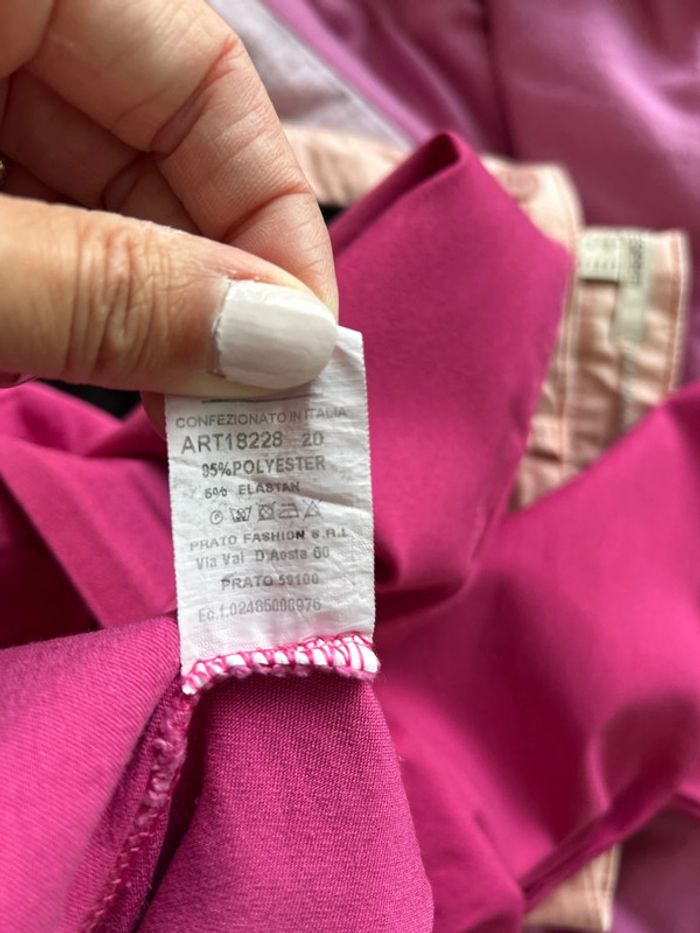 CONFEZIONATO IN ITALIA
ART18228 20
95%POLYESTER
5% ELASTAN
PRATO FASHION S.R.L
Via Val D'Aosta 60
PRATO 59100